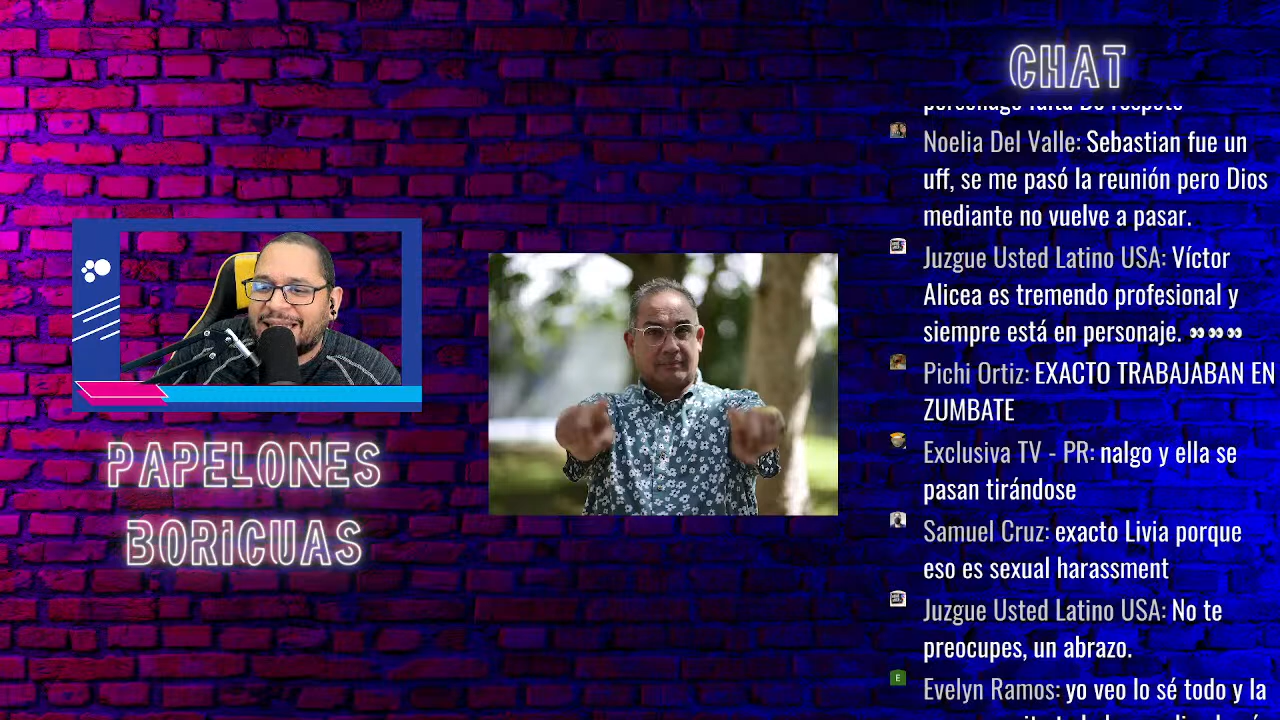 CHAT
Noelia Del Valle: Sebastian fue un
uff, se me pasó la reunión pero Dios
mediante no vuelve a pasar.
Juzgue Usted Latino USA: Víctor
Alicea es tremendo profesional y
siempre está en personaje. 👀👀👀
Pichi Ortiz: EXACTO TRABAJABAN EN
ZUMBATE
Exclusiva TV - PR: nalgo y ella se
pasan tirándose
Samuel Cruz: exacto Livia porque
eso es sexual harassment
Juzgue Usted Latino USA: No te
preocupes, un abrazo.
E
Evelyn Ramos: yo veo lo sé todo y la
PAPELONES
BORICUAS